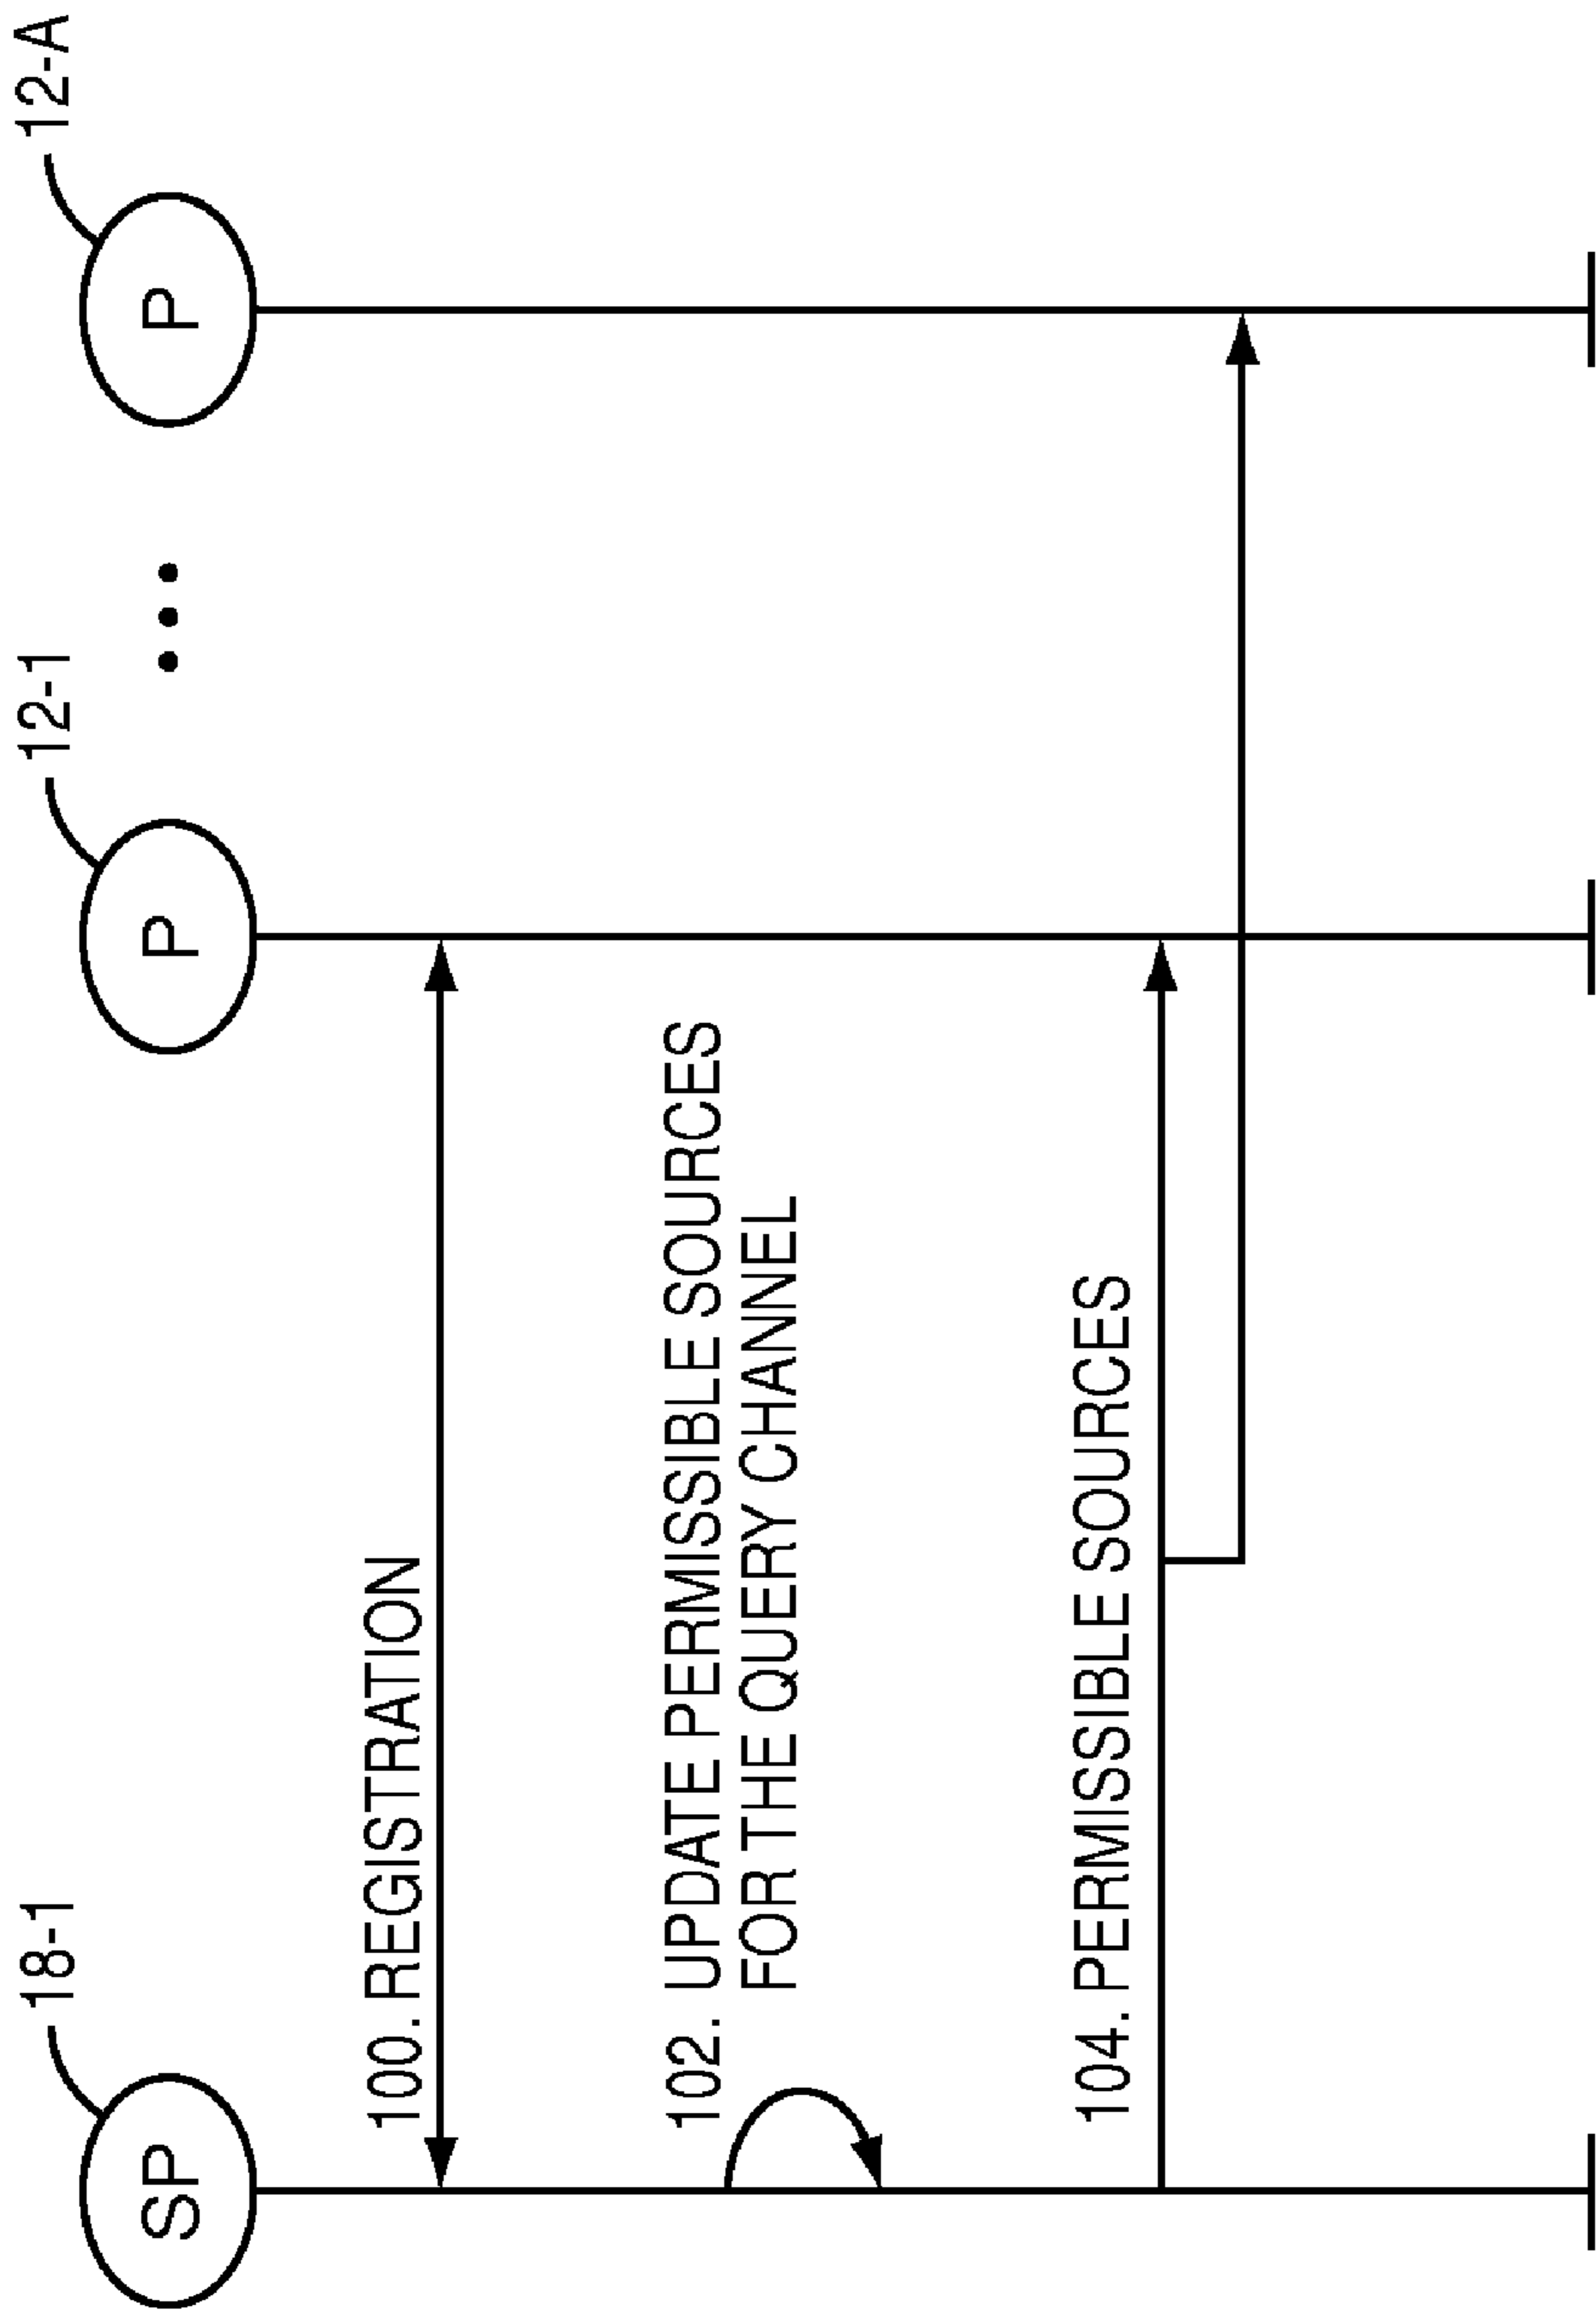 18-1
12-1
12-A
SP
P
• • •
P
100. REGISTRATION
102. UPDATE PERMISSIBLE SOURCES
FOR THE QUERY CHANNEL
104. PERMISSIBLE SOURCES